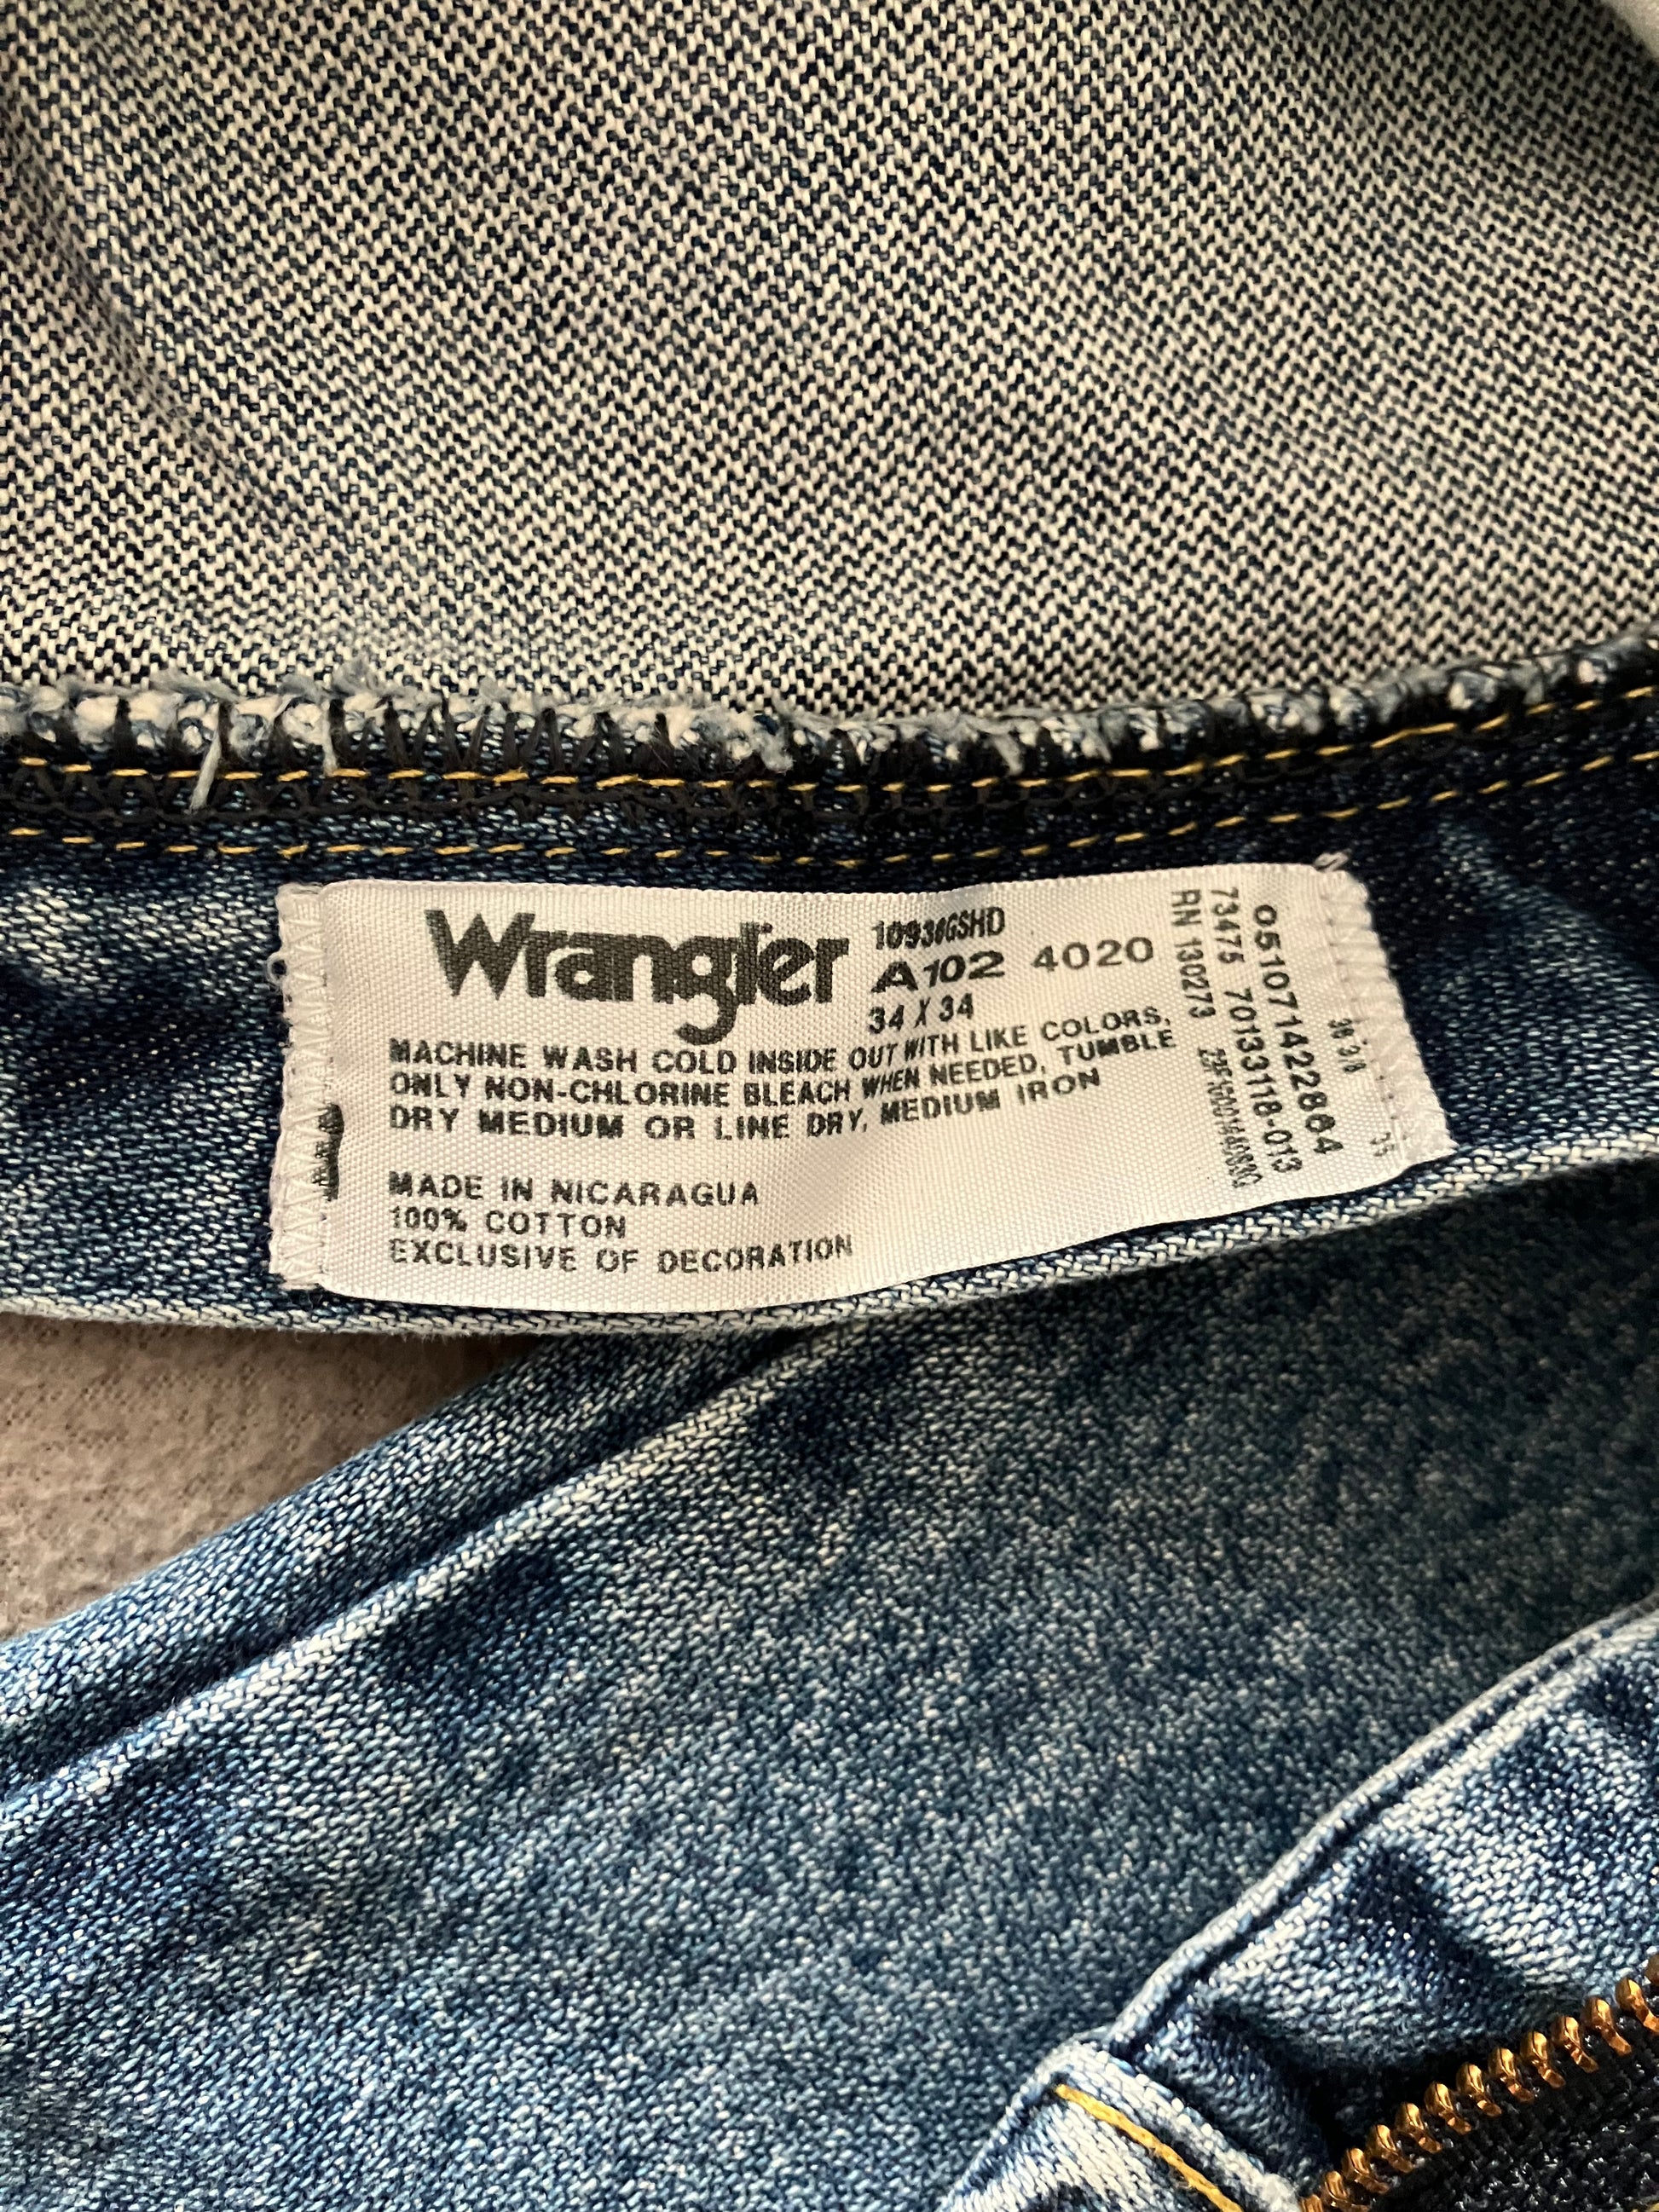 Wrangler
10936GSHD
A102 4020
34 X 34
MACHINE WASH COLD INSIDE OUT WITH LIKE COLORS,
ONLY NON-CHLORINE BLEACH WHEN NEEDED, TUMBLE
DRY MEDIUM OR LINE DRY, MEDIUM IRON
MADE IN NICARAGUA
100% COTTON
EXCLUSIVE OF DECORATION
RN 130273
73475 70133118-013
051071422864